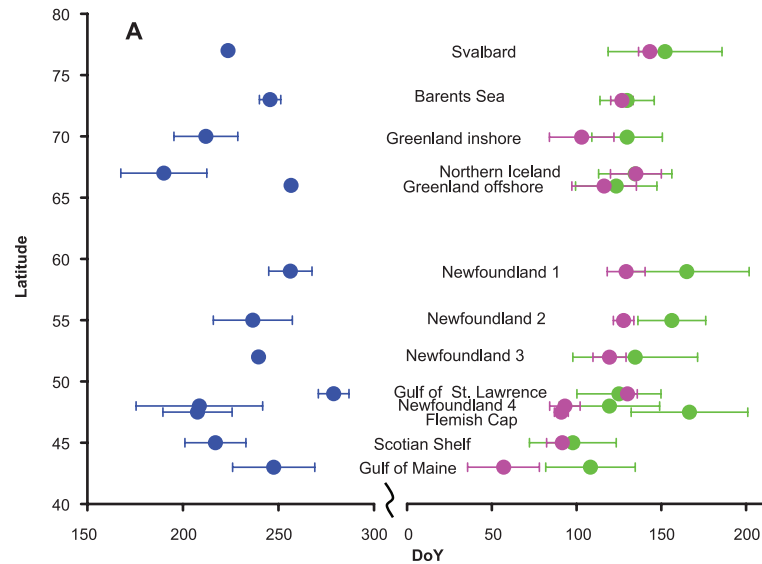 A
80
75
70
65
60
55
50
45
40
Latitude
Svalbard
Barents Sea
Greenland inshore
Northern Iceland
Greenland offshore
Newfoundland 1
Newfoundland 2
Newfoundland 3
Gulf of St. Lawrence
Newfoundland 4
Flemish Cap
Scotian Shelf
Gulf of Maine
150 200 250 300 0 50 100 150 200
DoY